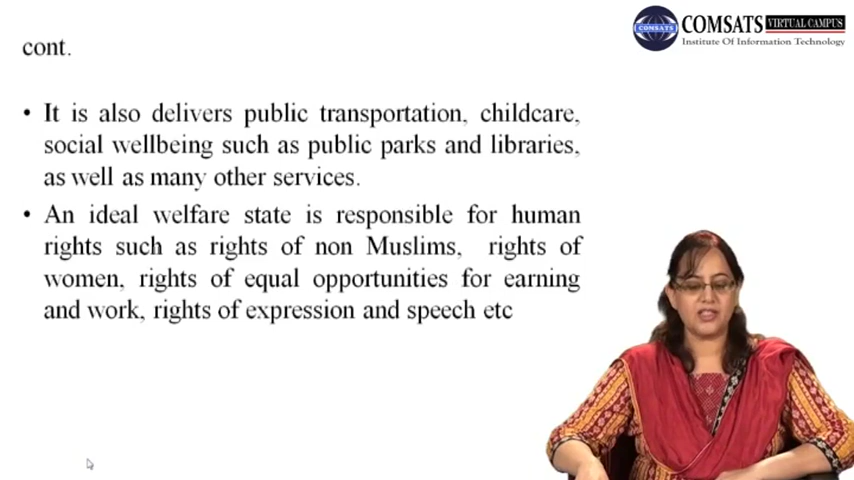 COMSATS VIRTUAL CAMPUS
COMSATS
Institute Of Information Technology
cont.
• It is also delivers public transportation, childcare,
social wellbeing such as public parks and libraries,
as well as many other services.
• An ideal welfare state is responsible for human
rights such as rights of non Muslims, rights of
women, rights of equal opportunities for earning
and work, rights of expression and speech etc